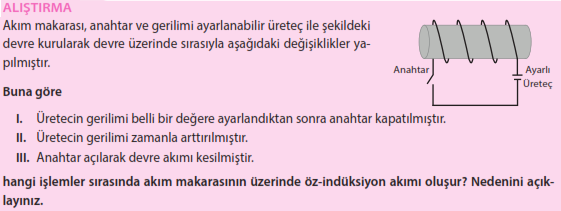 ALIŞTIRMA
Akım makarası, anahtar ve gerilimi ayarlanabilir üreteç ile şekildeki
devre kurularak devre üzerinde sırasıyla aşağıdaki değişiklikler ya-
pılmıştır.
Anahtar
Ayarlı
Üreteç
Buna göre
I. Üretecin gerilimi belli bir değere ayarlandıktan sonra anahtar kapatılmıştır.
II. Üretecin gerilimi zamanla arttırılmıştır.
III. Anahtar açılarak devre akımı kesilmiştir.
hangi işlemler sırasında akım makarasının üzerinde öz-indüksiyon akımı oluşur? Nedenini açık-
layınız.